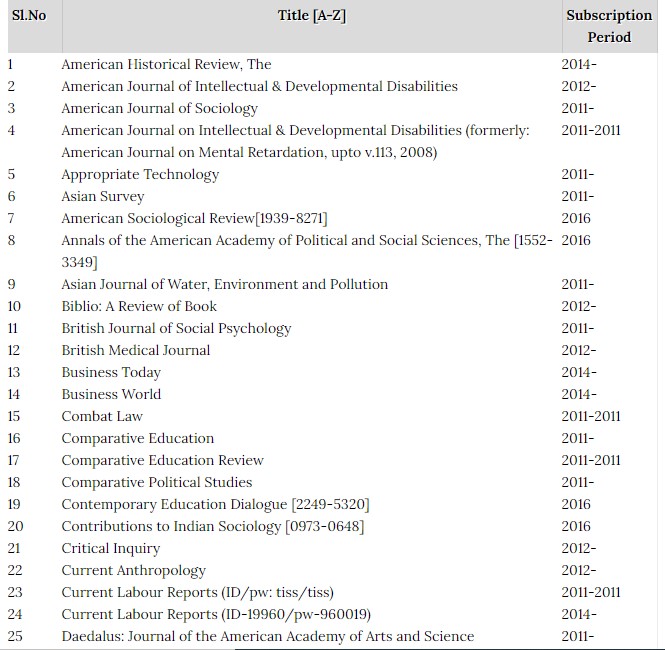 Sl.No Title [A-Z] Subscription
Period
1 American Historical Review, The 2014-
2 American Journal of Intellectual & Developmental Disabilities 2012-
3 American Journal of Sociology 2011-
4 American Journal on Intellectual & Developmental Disabilities (formerly: 2011-2011
American Journal on Mental Retardation, upto v.113, 2008)
5 Appropriate Technology 2011-
6 Asian Survey 2011-
7 American Sociological Review[1939-8271] 2016
8 Annals of the American Academy of Political and Social Sciences, The [1552- 2016
3349]
9 Asian Journal of Water, Environment and Pollution 2011-
10 Biblio: A Review of Book 2012-
11 British Journal of Social Psychology 2011-
12 British Medical Journal 2012-
13 Business Today 2014-
14 Business World 2014-
15 Combat Law 2011-2011
16 Comparative Education 2011-
17 Comparative Education Review 2011-2011
18 Comparative Political Studies 2011-
19 Contemporary Education Dialogue [2249-5320] 2016
20 Contributions to Indian Sociology [0973-0648] 2016
21 Critical Inquiry 2012-
22 Current Anthropology 2012-
23 Current Labour Reports (ID/pw: tiss/tiss) 2011-2011
24 Current Labour Reports (ID-19960/pw-960019) 2014-
25 Daedalus: Journal of the American Academy of Arts and Science 2011-